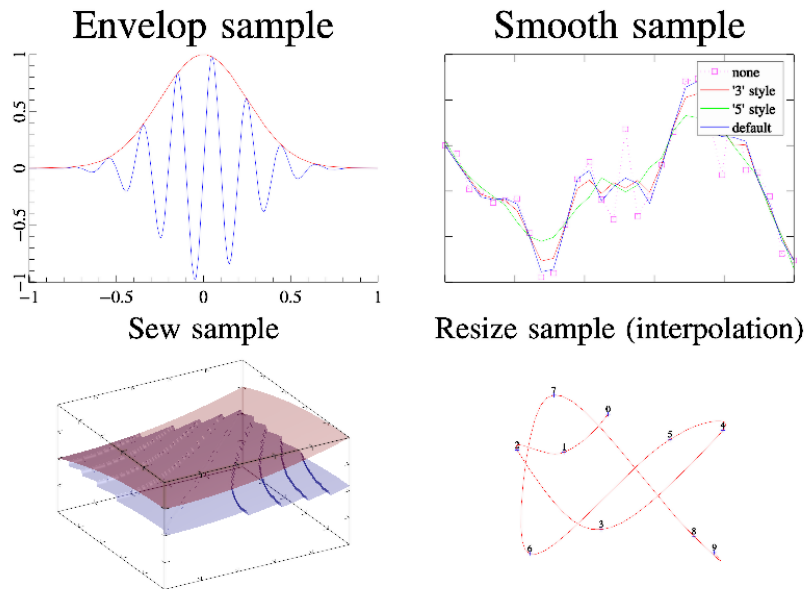 Envelop sample
Smooth sample
1
0.5
0
−0.5
−1
−1 −0.5 0 0.5 1
none
'3' style
'5' style
default
Sew sample
Resize sample (interpolation)
7
0
2
1
5
4
3
6
8
9